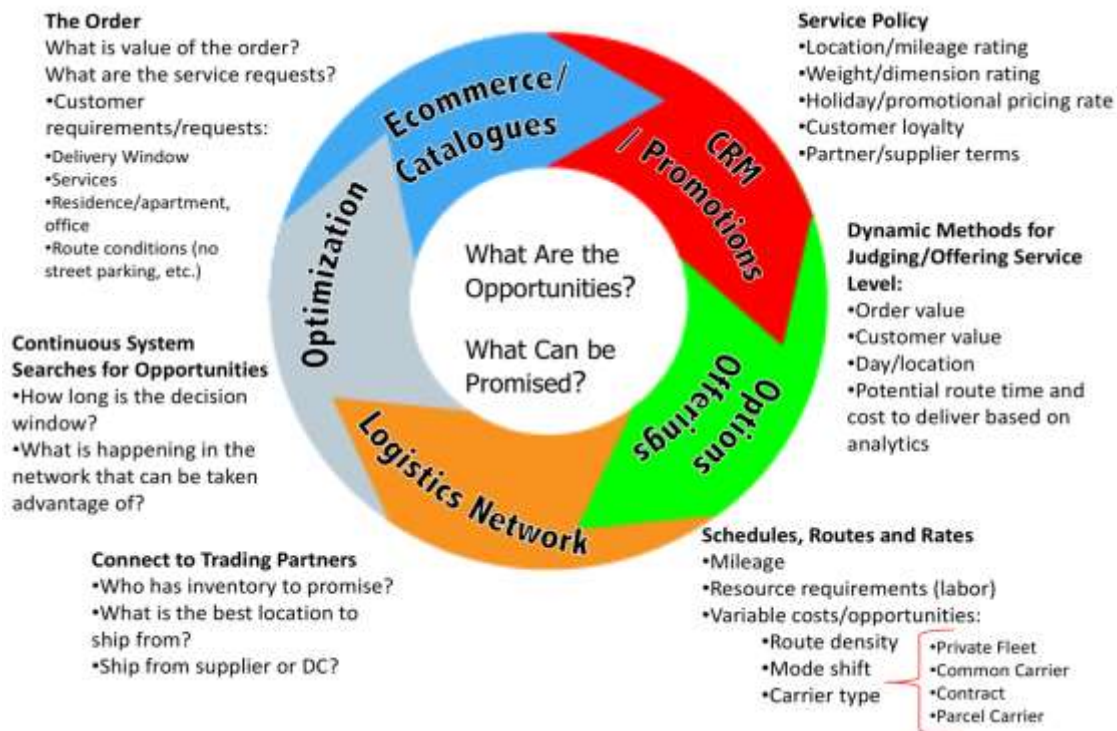 The Order
What is value of the order?
What are the service requests?
•Customer
requirements/requests:
•Delivery Window
•Services
•Residence/apartment,
office
•Route conditions (no
street parking, etc.)
Continuous System
Searches for Opportunities
•How long is the decision
window?
•What is happening in the
network that can be taken
advantage of?
Connect to Trading Partners
•Who has inventory to promise?
•What is the best location to
ship from?
•Ship from supplier or DC?
Ecommerce/
Catalogues
CRM
/ Promotions
Options
Offerings
Logistics Network
Optimization
What Are the
Opportunities?
What Can be
Promised?
Service Policy
•Location/mileage rating
•Weight/dimension rating
•Holiday/promotional pricing rate
•Customer loyalty
•Partner/supplier terms
Dynamic Methods for
Judging/Offering Service
Level:
•Order value
•Customer value
•Day/location
•Potential route time and
cost to deliver based on
analytics
Schedules, Routes and Rates
•Mileage
•Resource requirements (labor)
•Variable costs/opportunities:
•Route density
•Mode shift
•Carrier type
•Private Fleet
•Common Carrier
•Contract
•Parcel Carrier